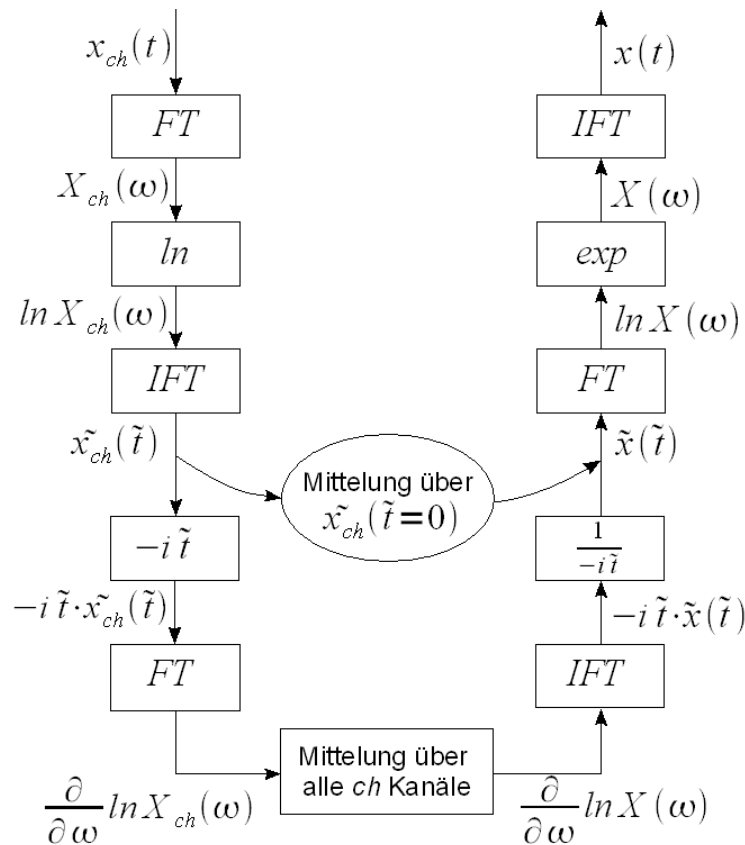 x_ch(t)
FT
X_ch(ω)
ln
ln X_ch(ω)
IFT
x̃_ch(t̃)
−i t̃
−i t̃·x̃_ch(t̃)
FT
∂/∂ω ln X_ch(ω)
Mittelung über
x̃_ch(t̃=0)
Mittelung über
alle ch Kanäle
∂/∂ω ln X(ω)
IFT
−i t̃·x̃(t̃)
1/(−i t̃)
x̃(t̃)
FT
ln X(ω)
exp
X(ω)
IFT
x(t)